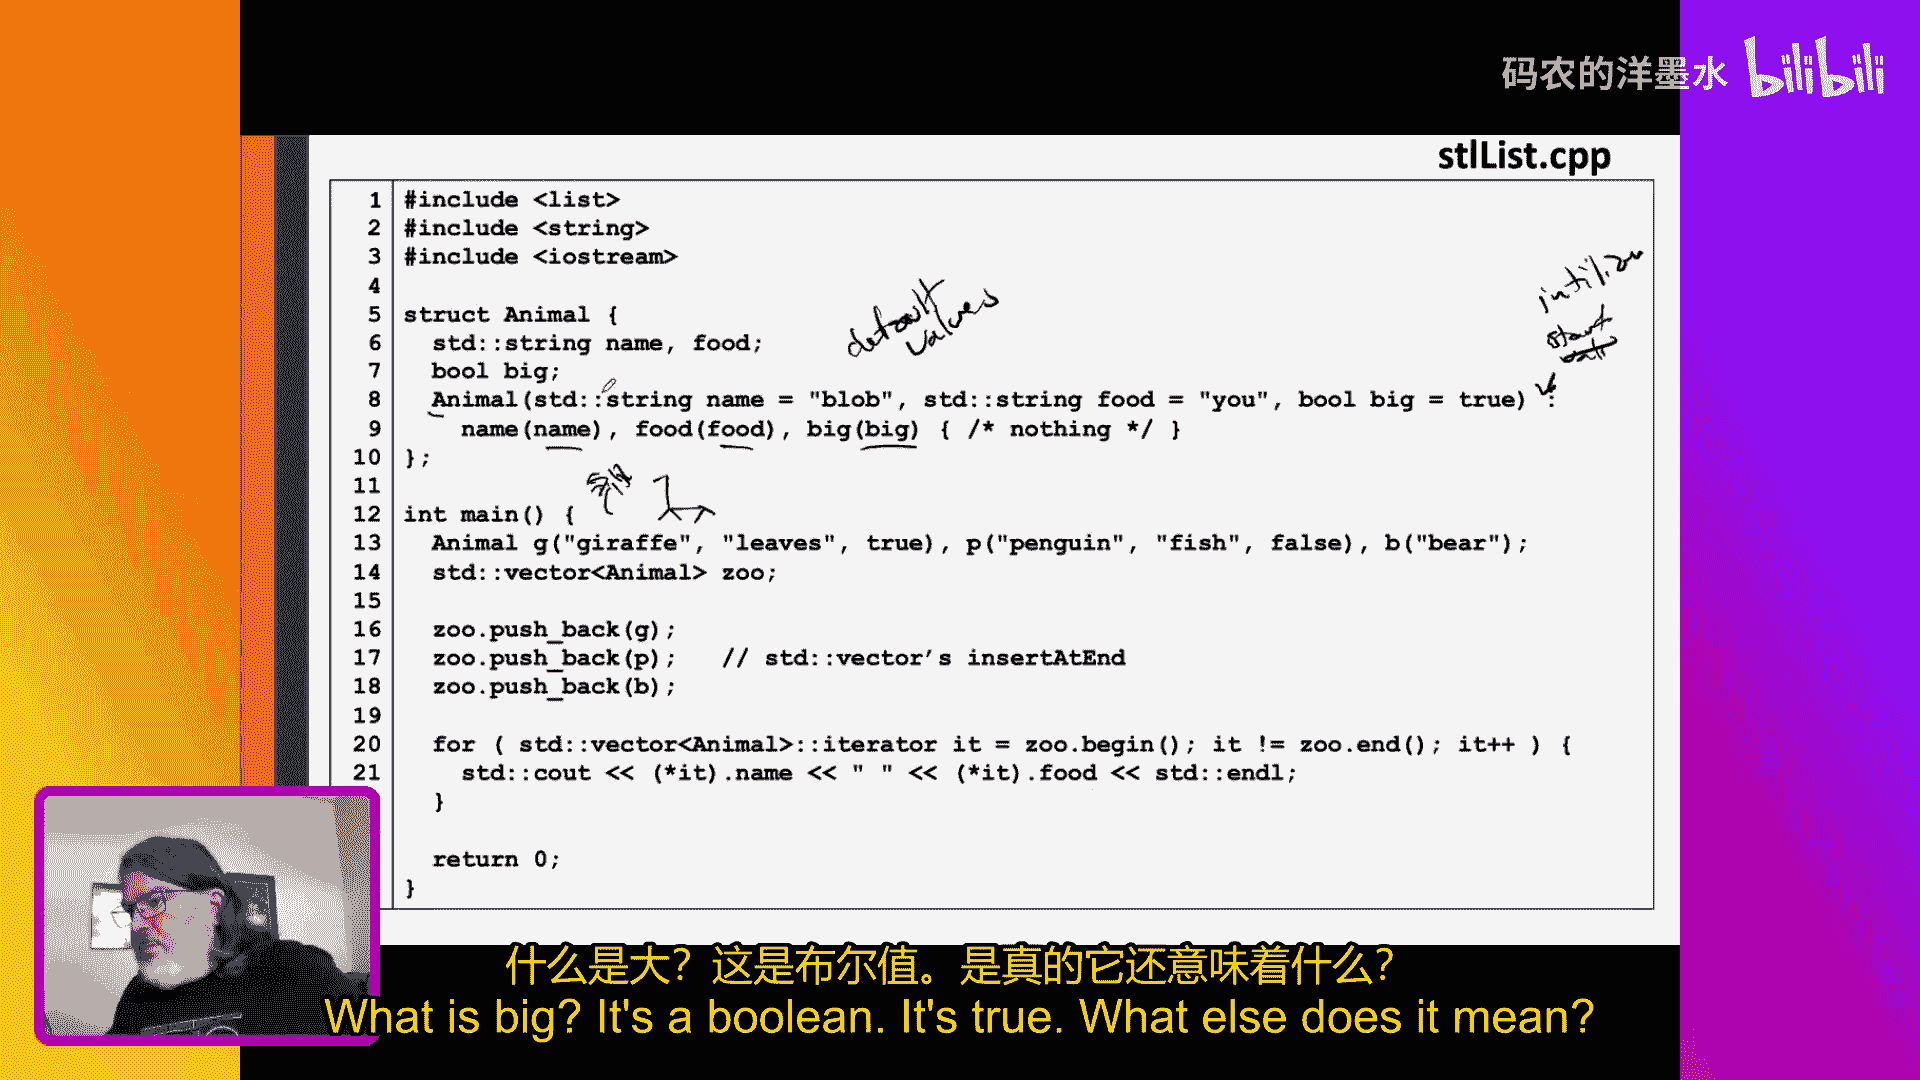 码农的洋墨水 bilibili
stlList.cpp
1 #include <list>
2 #include <string>
3 #include <iostream>
4
5 struct Animal {
6 std::string name, food;
7 bool big;
8 Animal(std::string name = "blob", std::string food = "you", bool big = true) :
9 name(name), food(food), big(big) { /* nothing */ }
10 };
11
12 int main() {
13 Animal g("giraffe", "leaves", true), p("penguin", "fish", false), b("bear");
14 std::vector<Animal> zoo;
15
16 zoo.push_back(g);
17 zoo.push_back(p); // std::vector’s insertAtEnd
18 zoo.push_back(b);
19
20 for ( std::vector<Animal>::iterator it = zoo.begin(); it != zoo.end(); it++ ) {
21 std::cout << (*it).name << " " << (*it).food << std::endl;
}
return 0;
}
default
values
什么是大？这是布尔值。是真的它还意味着什么？
What is big? It's a boolean. It's true. What else does it mean?